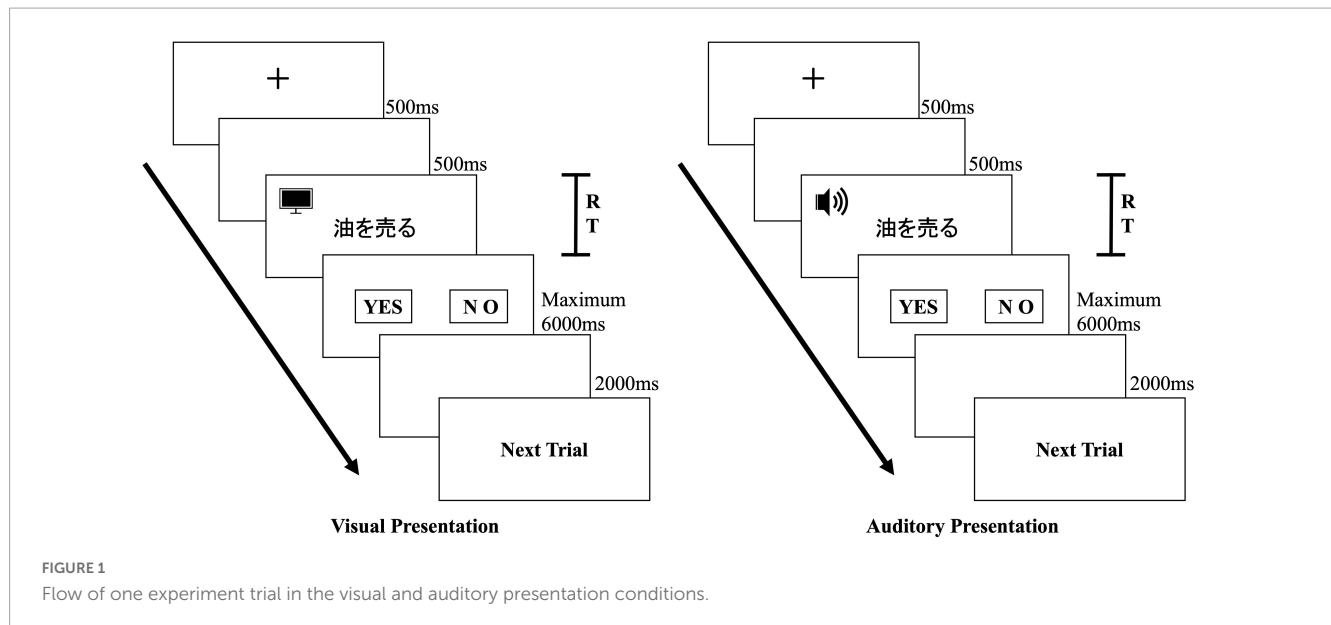 +
500ms
500ms
油を売る
R
T
YES
N O
Maximum
6000ms
2000ms
Next Trial
Visual Presentation
+
500ms
500ms
油を売る
R
T
YES
N O
Maximum
6000ms
2000ms
Next Trial
Auditory Presentation
FIGURE 1
Flow of one experiment trial in the visual and auditory presentation conditions.